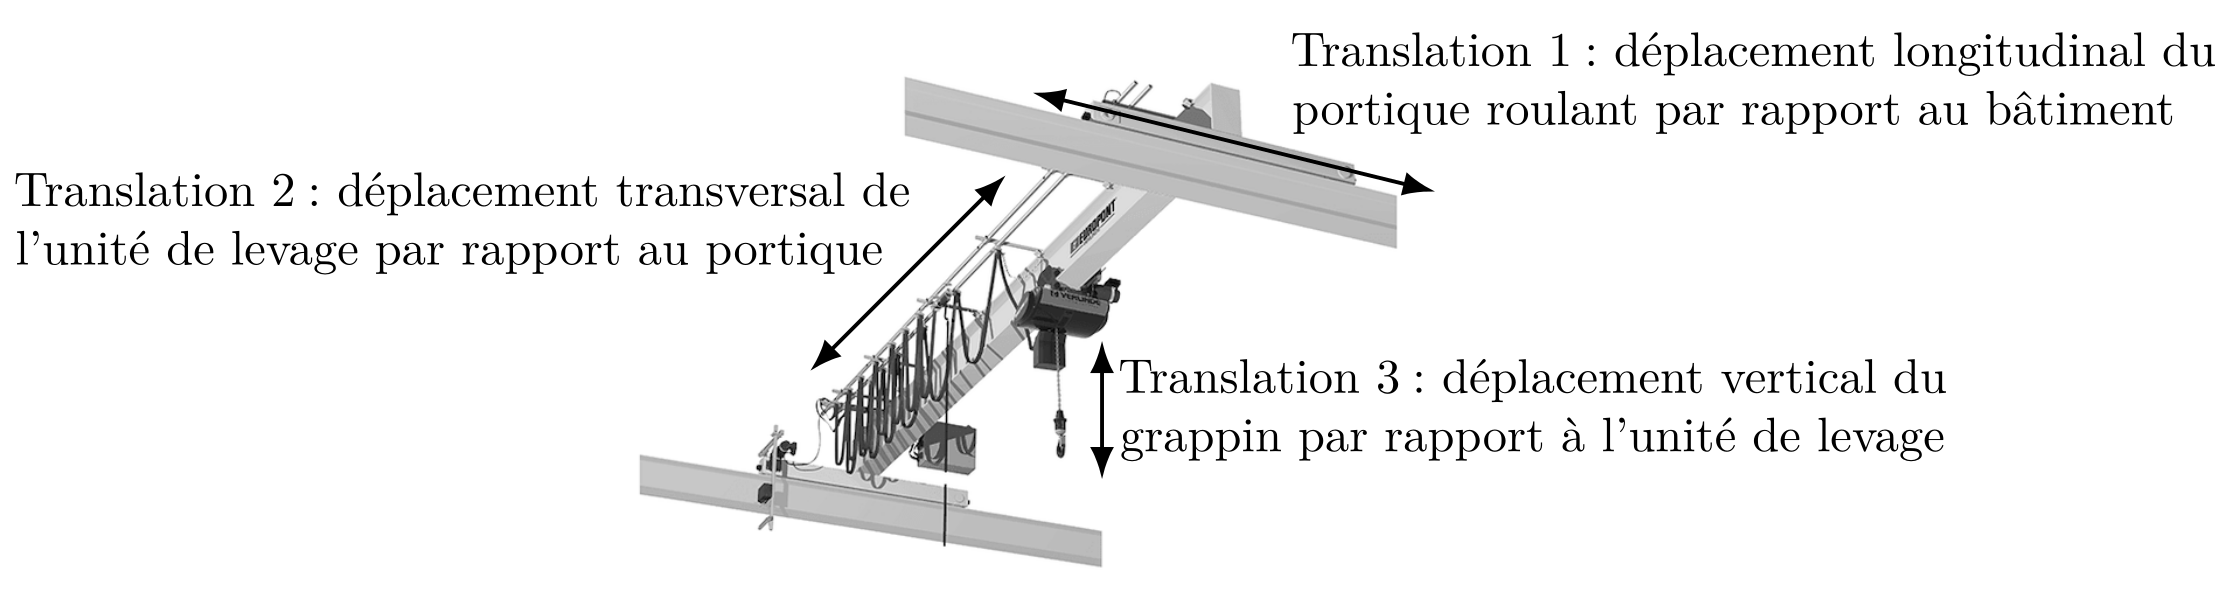 Translation 1 : déplacement longitudinal du
portique roulant par rapport au bâtiment
Translation 2 : déplacement transversal de
l'unité de levage par rapport au portique
EUROPONT
VERLINDE
Translation 3 : déplacement vertical du
grappin par rapport à l'unité de levage